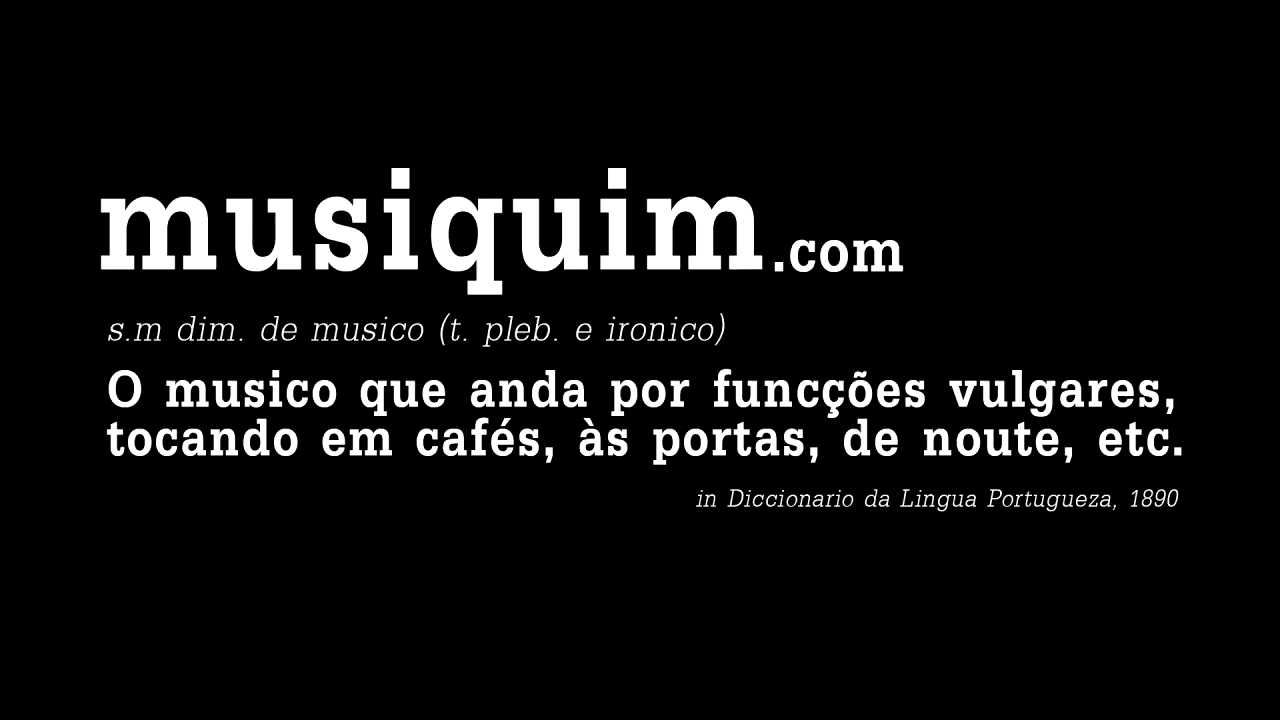 musiquim.com
s.m dim. de musico (t. pleb. e ironico)
O musico que anda por funcções vulgares,
tocando em cafés, às portas, de noute, etc.
in Diccionario da Lingua Portugueza, 1890